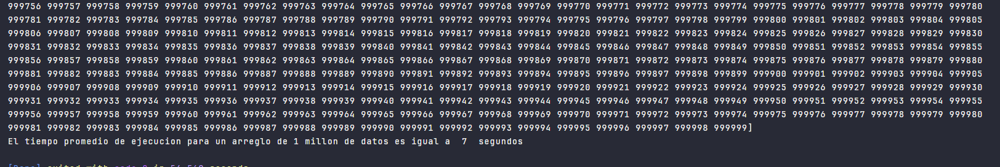 999756 999757 999758 999759 999760 999761 999762 999763 999764 999765 999766 999767 999768 999769 999770 999771 999772 999773 999774 999775 999776 999777 999778 999779 999780
999781 999782 999783 999784 999785 999786 999787 999788 999789 999790 999791 999792 999793 999794 999795 999796 999797 999798 999799 999800 999801 999802 999803 999804 999805
999806 999807 999808 999809 999810 999811 999812 999813 999814 999815 999816 999817 999818 999819 999820 999821 999822 999823 999824 999825 999826 999827 999828 999829 999830
999831 999832 999833 999834 999835 999836 999837 999838 999839 999840 999841 999842 999843 999844 999845 999846 999847 999848 999849 999850 999851 999852 999853 999854 999855
999856 999857 999858 999859 999860 999861 999862 999863 999864 999865 999866 999867 999868 999869 999870 999871 999872 999873 999874 999875 999876 999877 999878 999879 999880
999881 999882 999883 999884 999885 999886 999887 999888 999889 999890 999891 999892 999893 999894 999895 999896 999897 999898 999899 999900 999901 999902 999903 999904 999905
999906 999907 999908 999909 999910 999911 999912 999913 999914 999915 999916 999917 999918 999919 999920 999921 999922 999923 999924 999925 999926 999927 999928 999929 999930
999931 999932 999933 999934 999935 999936 999937 999938 999939 999940 999941 999942 999943 999944 999945 999946 999947 999948 999949 999950 999951 999952 999953 999954 999955
999956 999957 999958 999959 999960 999961 999962 999963 999964 999965 999966 999967 999968 999969 999970 999971 999972 999973 999974 999975 999976 999977 999978 999979 999980
999981 999982 999983 999984 999985 999986 999987 999988 999989 999990 999991 999992 999993 999994 999995 999996 999997 999998 999999]
El tiempo promedio de ejecucion para un arreglo de 1 millon de datos es igual a  7  segundos
[Done] exited with code in seconds